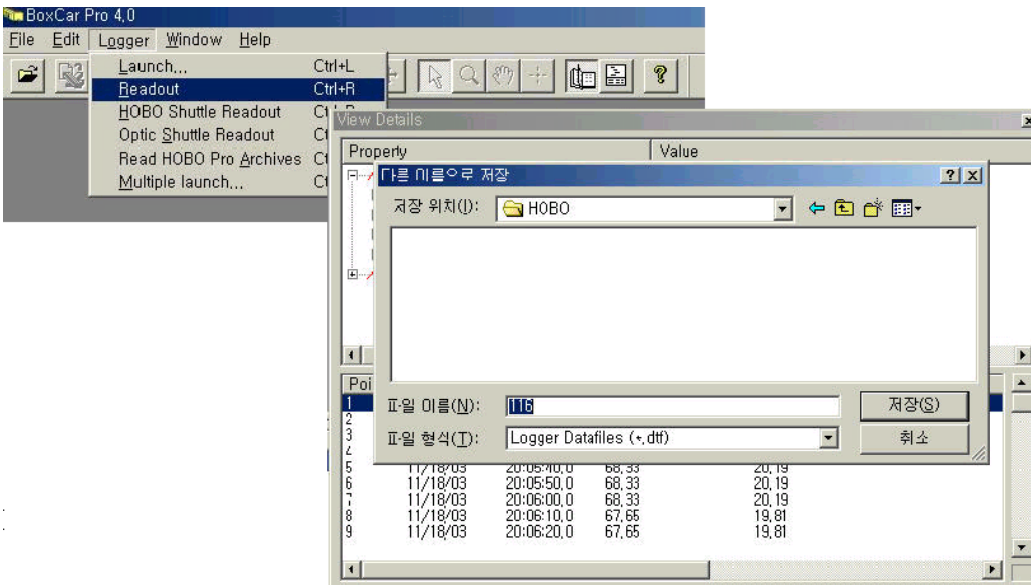 BoxCar Pro 4,0
File Edit Logger Window Help
Launch,,, Ctrl+L
Readout Ctrl+R
HOBO Shuttle Readout
Optic Shuttle Readout
Read HOBO Pro Archives
Multiple launch,,,
View Details
Property Value
다른 이름으로 저장
저장 위치(I): HOBO
파일 이름(N): 116 저장(S)
파일 형식(T): Logger Datafiles (*,dtf) 취소
1
2
3
5 11/18/03 20:05:40,0 68,33 20,19
6 11/18/03 20:05:50,0 68,33 20,19
7 11/18/03 20:06:00,0 68,33 20,19
8 11/18/03 20:06:10,0 67,65 19,81
9 11/18/03 20:06:20,0 67,65 19,81